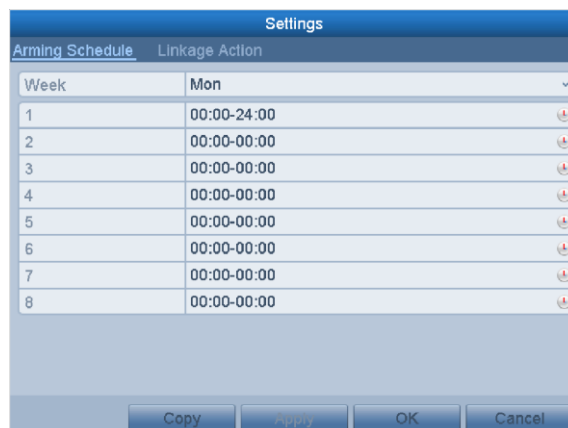 Settings
Arming Schedule Linkage Action
Week Mon
1 00:00-24:00
2 00:00-00:00
3 00:00-00:00
4 00:00-00:00
5 00:00-00:00
6 00:00-00:00
7 00:00-00:00
8 00:00-00:00
Copy Apply OK Cancel